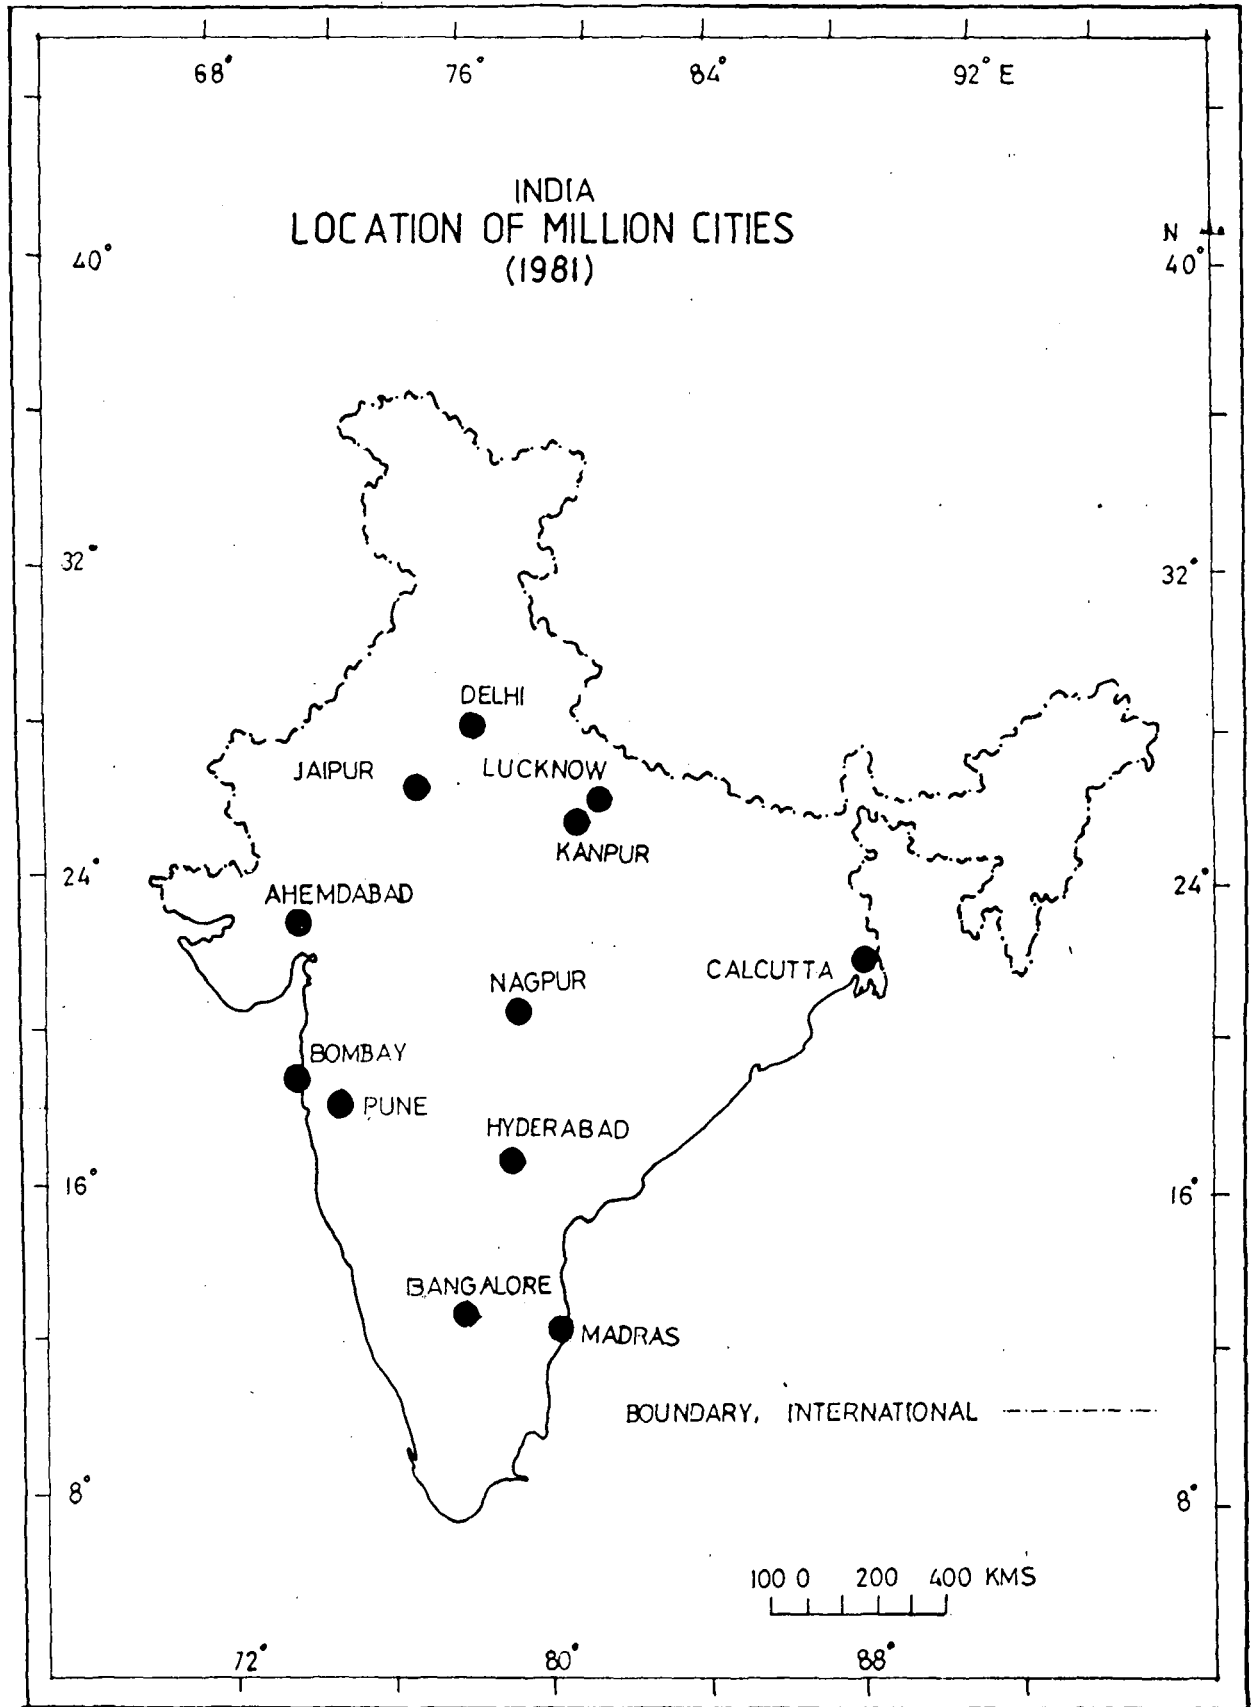 68° 76° 84° 92° E
INDIA
LOCATION OF MILLION CITIES
(1981)
N
40° 40°
32° 32°
DELHI
JAIPUR LUCKNOW
KANPUR
24° 24°
AHEMDABAD
CALCUTTA
NAGPUR
BOMBAY
PUNE
HYDERABAD
16° 16°
BANGALORE
MADRAS
BOUNDARY, INTERNATIONAL
8° 8°
100 0 200 400 KMS
72° 80° 88°